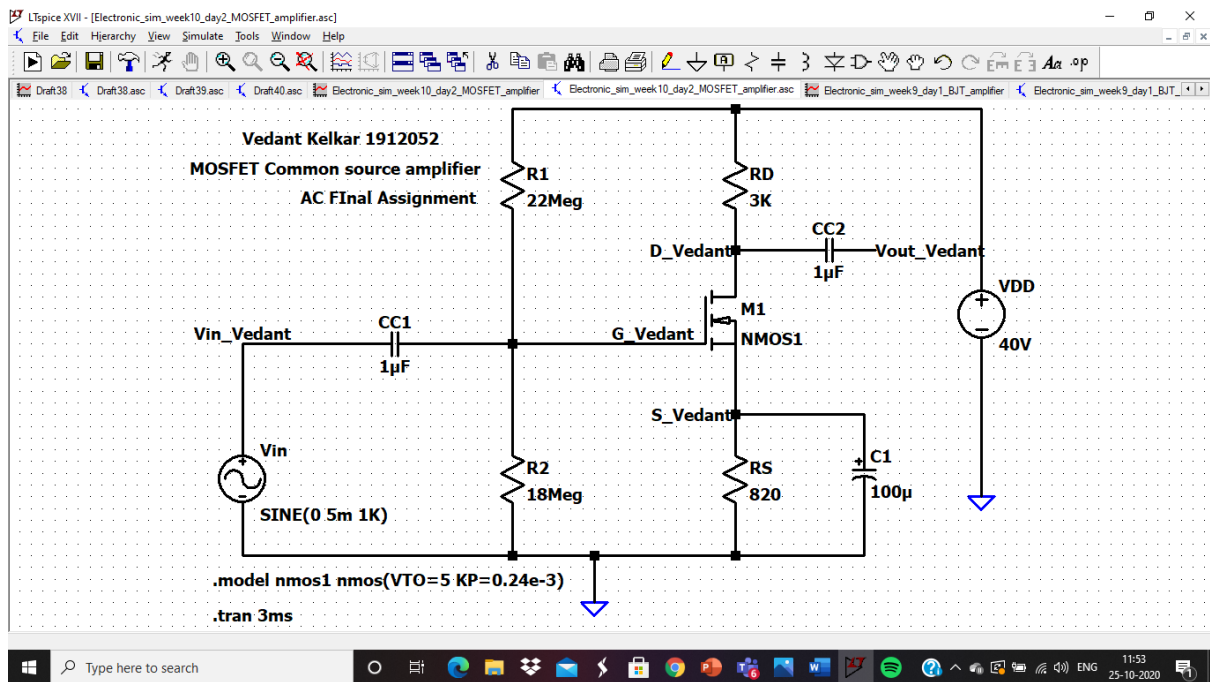 LTspice XVII - [Electronic_sim_week10_day2_MOSFET_amplifier.asc]
File Edit Hierarchy View Simulate Tools Window Help
Draft38 Draft38.asc Draft39.asc Draft40.asc Electronic_sim_week10_day2_MOSFET_amplifier Electronic_sim_week10_day2_MOSFET_amplifier.asc Electronic_sim_week9_day1_BJT_amplifier Electronic_sim_week9_day1_BJT_
Vedant Kelkar 1912052
MOSFET Common source amplifier
AC FInal Assignment
R1
22Meg
RD
3K
CC2
D_Vedant
Vout_Vedant
1µF
VDD
M1
CC1
Vin_Vedant
G_Vedant
NMOS1
40V
1µF
S_Vedant
Vin
R2
RS
C1
18Meg
820
100µ
SINE(0 5m 1K)
.model nmos1 nmos(VTO=5 KP=0.24e-3)
.tran 3ms
Type here to search
ENG
11:53
25-10-2020